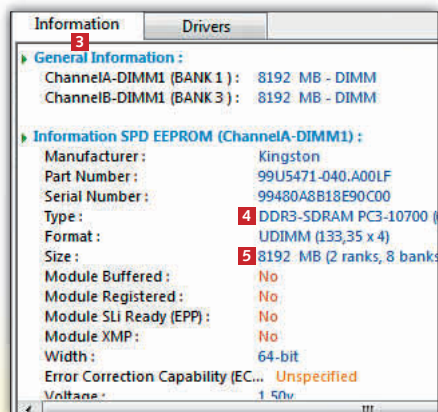 Information Drivers
3
General Information :
ChannelA-DIMM1 (BANK 1) : 8192 MB - DIMM
ChannelB-DIMM1 (BANK 3) : 8192 MB - DIMM
Information SPD EEPROM (ChannelA-DIMM1) :
Manufacturer : Kingston
Part Number : 99U5471-040.A00LF
Serial Number : 99480A8B18E90C00
Type : 4 DDR3-SDRAM PC3-10700 (
Format : UDIMM (133,35 x 4)
Size : 5 8192 MB (2 ranks, 8 banks
Module Buffered : No
Module Registered : No
Module SLi Ready (EPP) : No
Module XMP : No
Width : 64-bit
Error Correction Capability (EC... Unspecified
Voltage : 1.50v